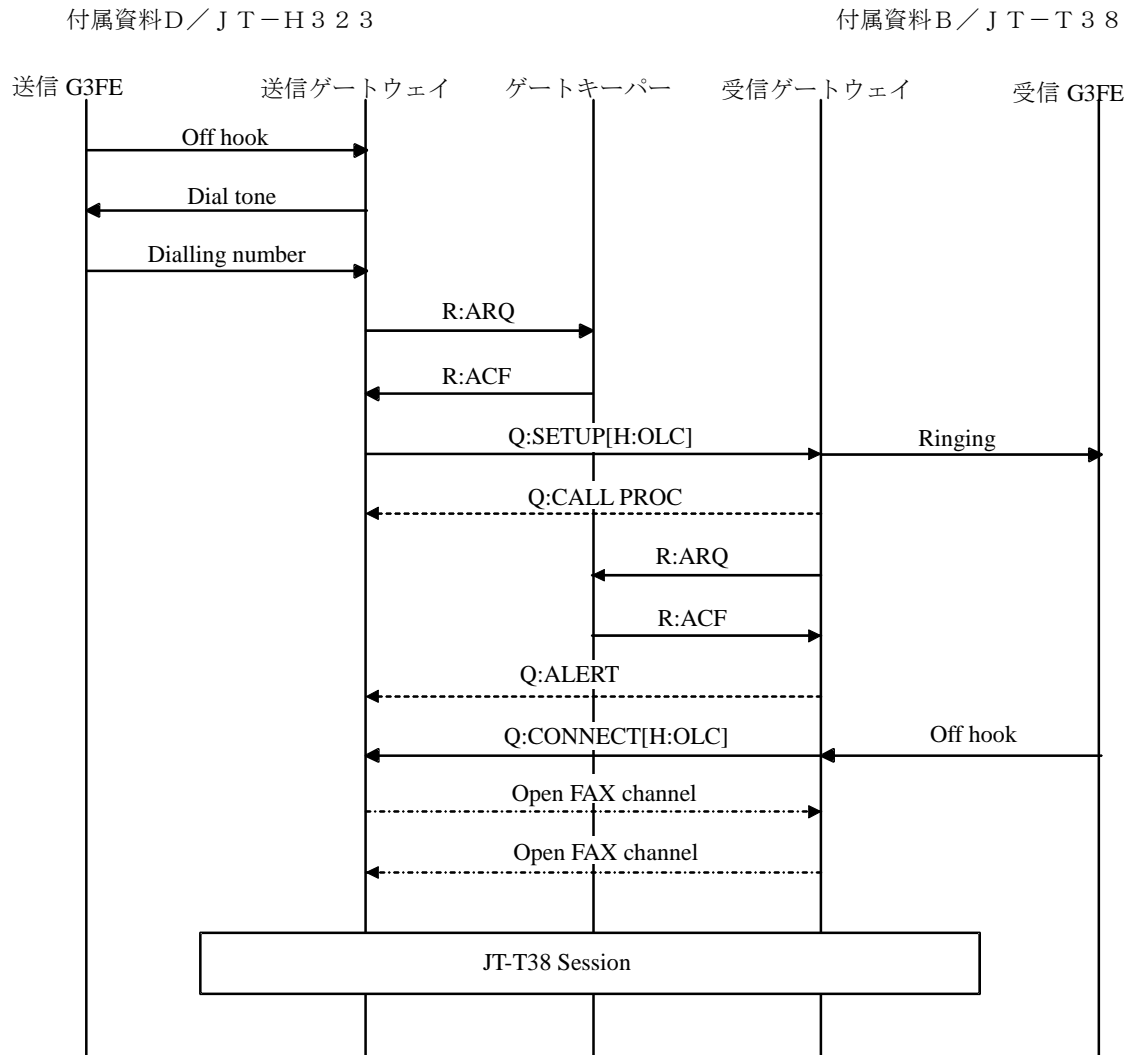 付属資料D／ＪＴ－Ｈ３２３
付属資料B／ＪＴ－Ｔ３８
送信 G3FE
送信ゲートウェイ
ゲートキーパー
受信ゲートウェイ
受信 G3FE
Off hook
Dial tone
Dialling number
R:ARQ
R:ACF
Q:SETUP[H:OLC]
Ringing
Q:CALL PROC
R:ARQ
R:ACF
Q:ALERT
Q:CONNECT[H:OLC]
Off hook
Open FAX channel
Open FAX channel
JT-T38 Session